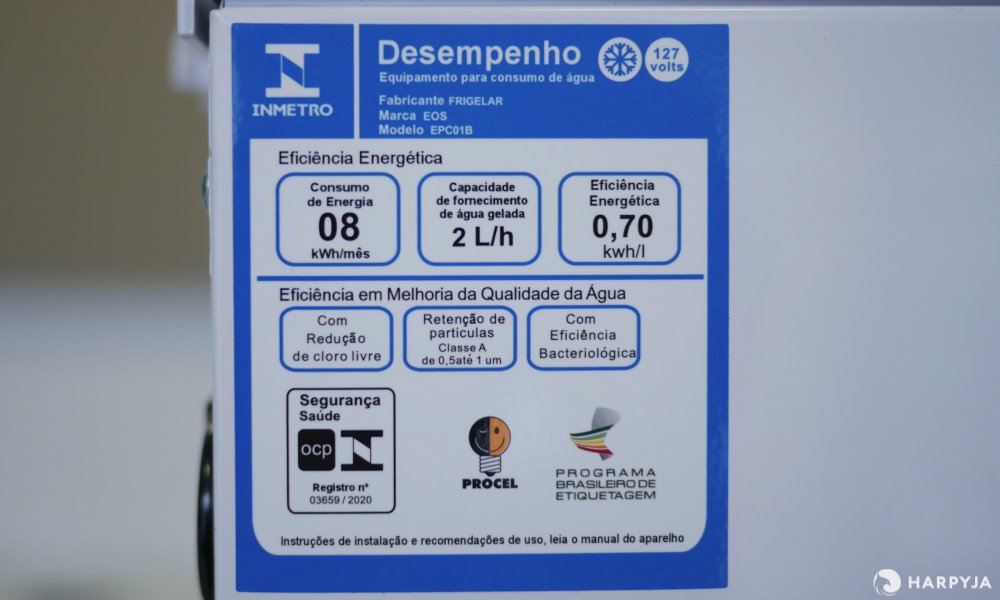 INMETRO
Desempenho
Equipamento para consumo de água
127
volts
Fabricante FRIGELAR
Marca EOS
Modelo EPC01B
Eficiência Energética
Consumo
de Energia
08
kWh/mês
Capacidade
de fornecimento
de água gelada
2 L/h
Eficiência
Energética
0,70
kwh/l
Eficiência em Melhoria da Qualidade da Água
Com
Redução
de cloro livre
Retenção de
particulas
Classe A
de 0,5até 1 um
Com
Eficiência
Bacteriológica
Segurança
Saúde
ocp
Registro nº
03659 / 2020
PROCEL
PROGRAMA
BRASILEIRO DE
ETIQUETAGEM
Instruções de instalação e recomendações de uso, leia o manual do aparelho
HARPYJA